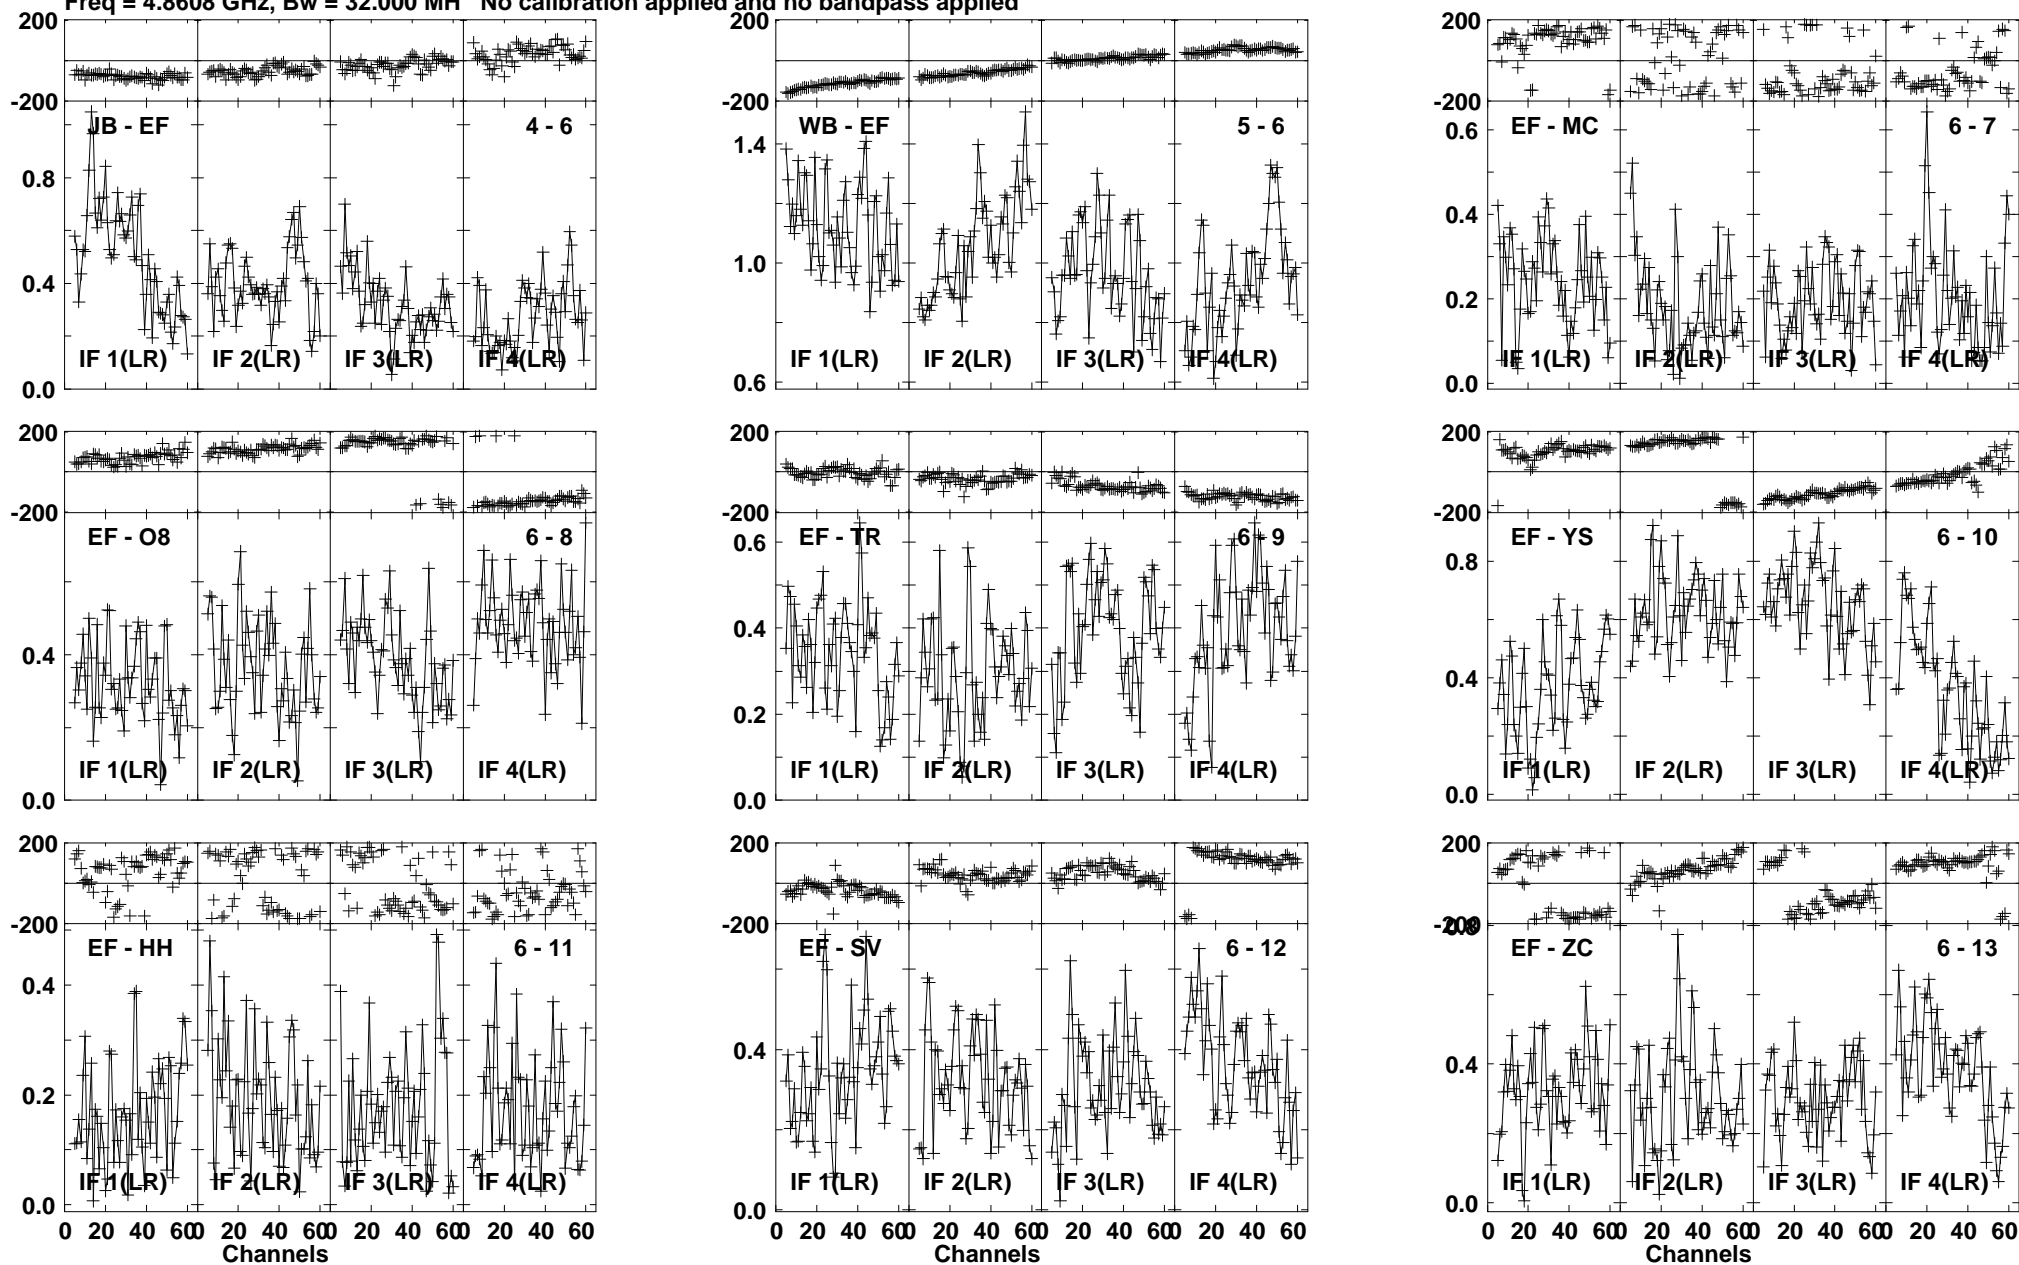 Freq = 4.8608 GHz, Bw = 32.000 MH  No calibration applied and no bandpass applied
200 200 200
-200 -200 -200
JB - EF 4 - 6 WB - EF 5 - 6 EF - MC 6 - 7
0.8 0.4 0.0
1.4 1.0 0.6
0.6 0.4 0.2 0.0
IF 1(LR) IF 2(LR) IF 3(LR) IF 4(LR) IF 1(LR) IF 2(LR) IF 3(LR) IF 4(LR) IF 1(LR) IF 2(LR) IF 3(LR) IF 4(LR)
200 200 200
-200 -200 -200
EF - O8 6 - 8 EF - TR 6 - 9 EF - YS 6 - 10
0.4 0.0
0.6 0.4 0.2 0.0
0.8 0.4 0.0
IF 1(LR) IF 2(LR) IF 3(LR) IF 4(LR) IF 1(LR) IF 2(LR) IF 3(LR) IF 4(LR) IF 1(LR) IF 2(LR) IF 3(LR) IF 4(LR)
200 200 200
-200 -200 -200
EF - HH 6 - 11 EF - SV 6 - 12 EF - ZC 6 - 13
0.4 0.2 0.0
0.4 0.0
0.8 0.4 0.0
IF 1(LR) IF 2(LR) IF 3(LR) IF 4(LR) IF 1(LR) IF 2(LR) IF 3(LR) IF 4(LR) IF 1(LR) IF 2(LR) IF 3(LR) IF 4(LR)
0 20 40 60 0 20 40 60 0 20 40 60 0 20 40 60 0 20 40 60 0 20 40 60 0 20 40 60 0 20 40 60 0 20 40 60 0 20 40 60 0 20 40 60 0 20 40 60
Channels Channels Channels